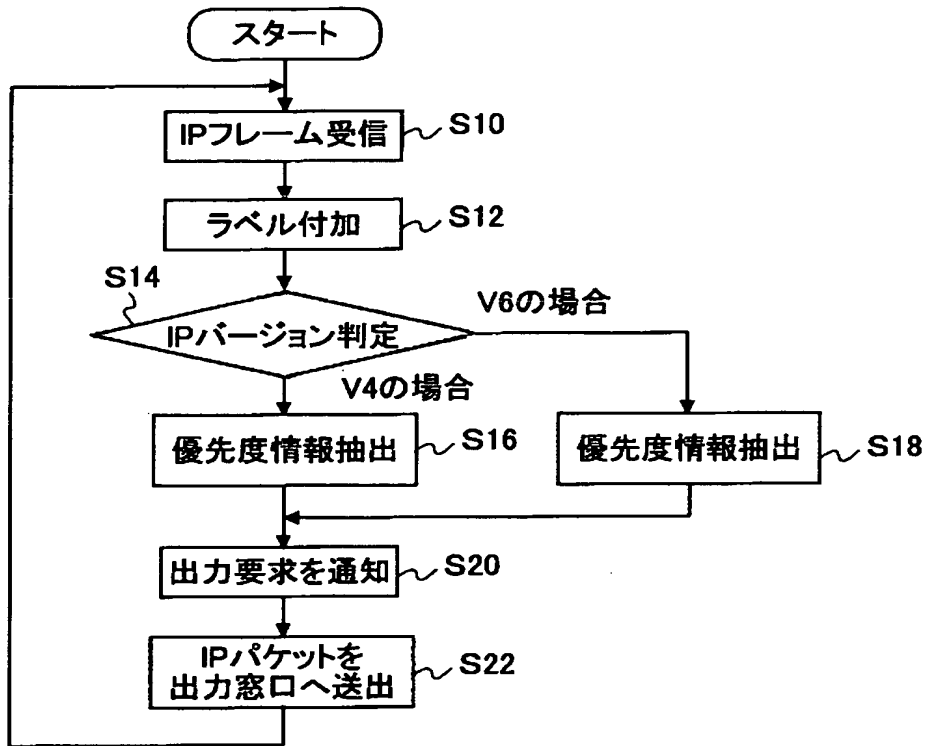 スタート
IPフレーム受信
S10
ラベル付加
S12
S14
IPバージョン判定
V6の場合
V4の場合
優先度情報抽出
S16
優先度情報抽出
S18
出力要求を通知
S20
IPパケットを
出力窓口へ送出
S22